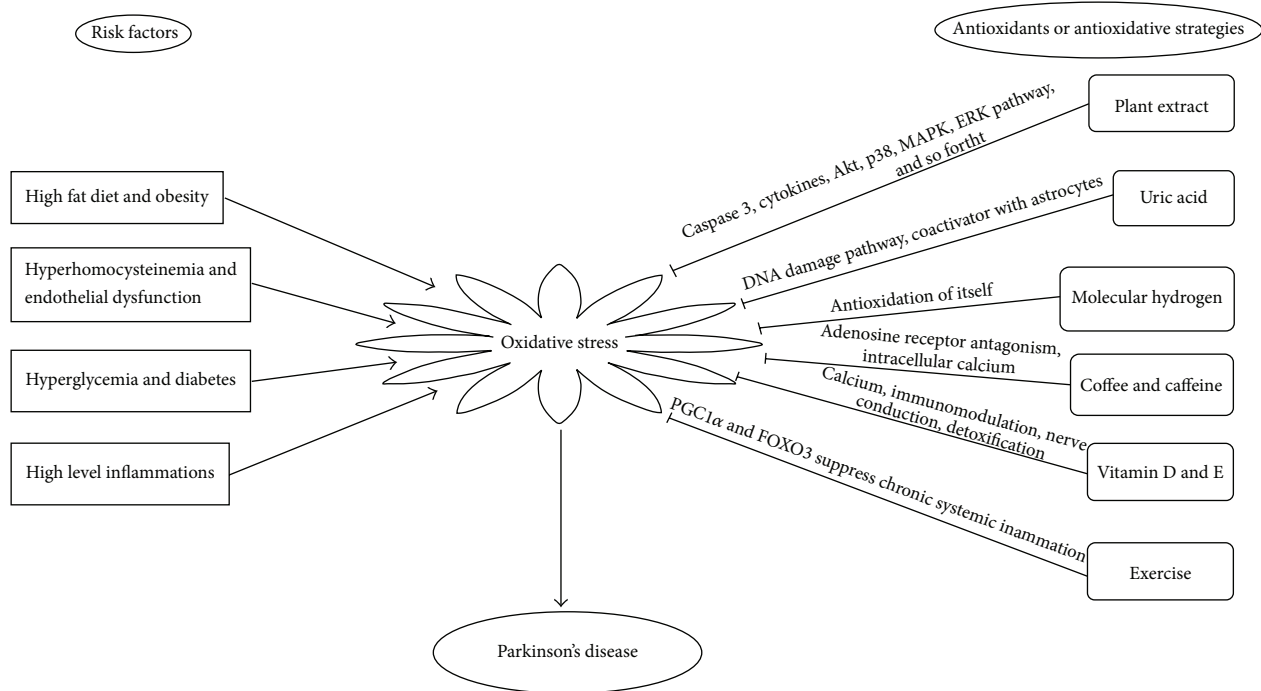 Risk factors
Antioxidants or antioxidative strategies
High fat diet and obesity
Hyperhomocysteinemia and
endothelial dysfunction
Hyperglycemia and diabetes
High level inflammations
Oxidative stress
Parkinson's disease
Caspase 3, cytokines, Akt, p38, MAPK, ERK pathway,
and so fortht
Plant extract
DNA damage pathway, coactivator with astrocytes
Uric acid
Antioxidation of itself
Molecular hydrogen
Adenosine receptor antagonism,
intracellular calcium
Coffee and caffeine
Calcium, immunomodulation, nerve
conduction, detoxification
Vitamin D and E
PGC1α and FOXO3 suppress chronic systemic inammation
Exercise